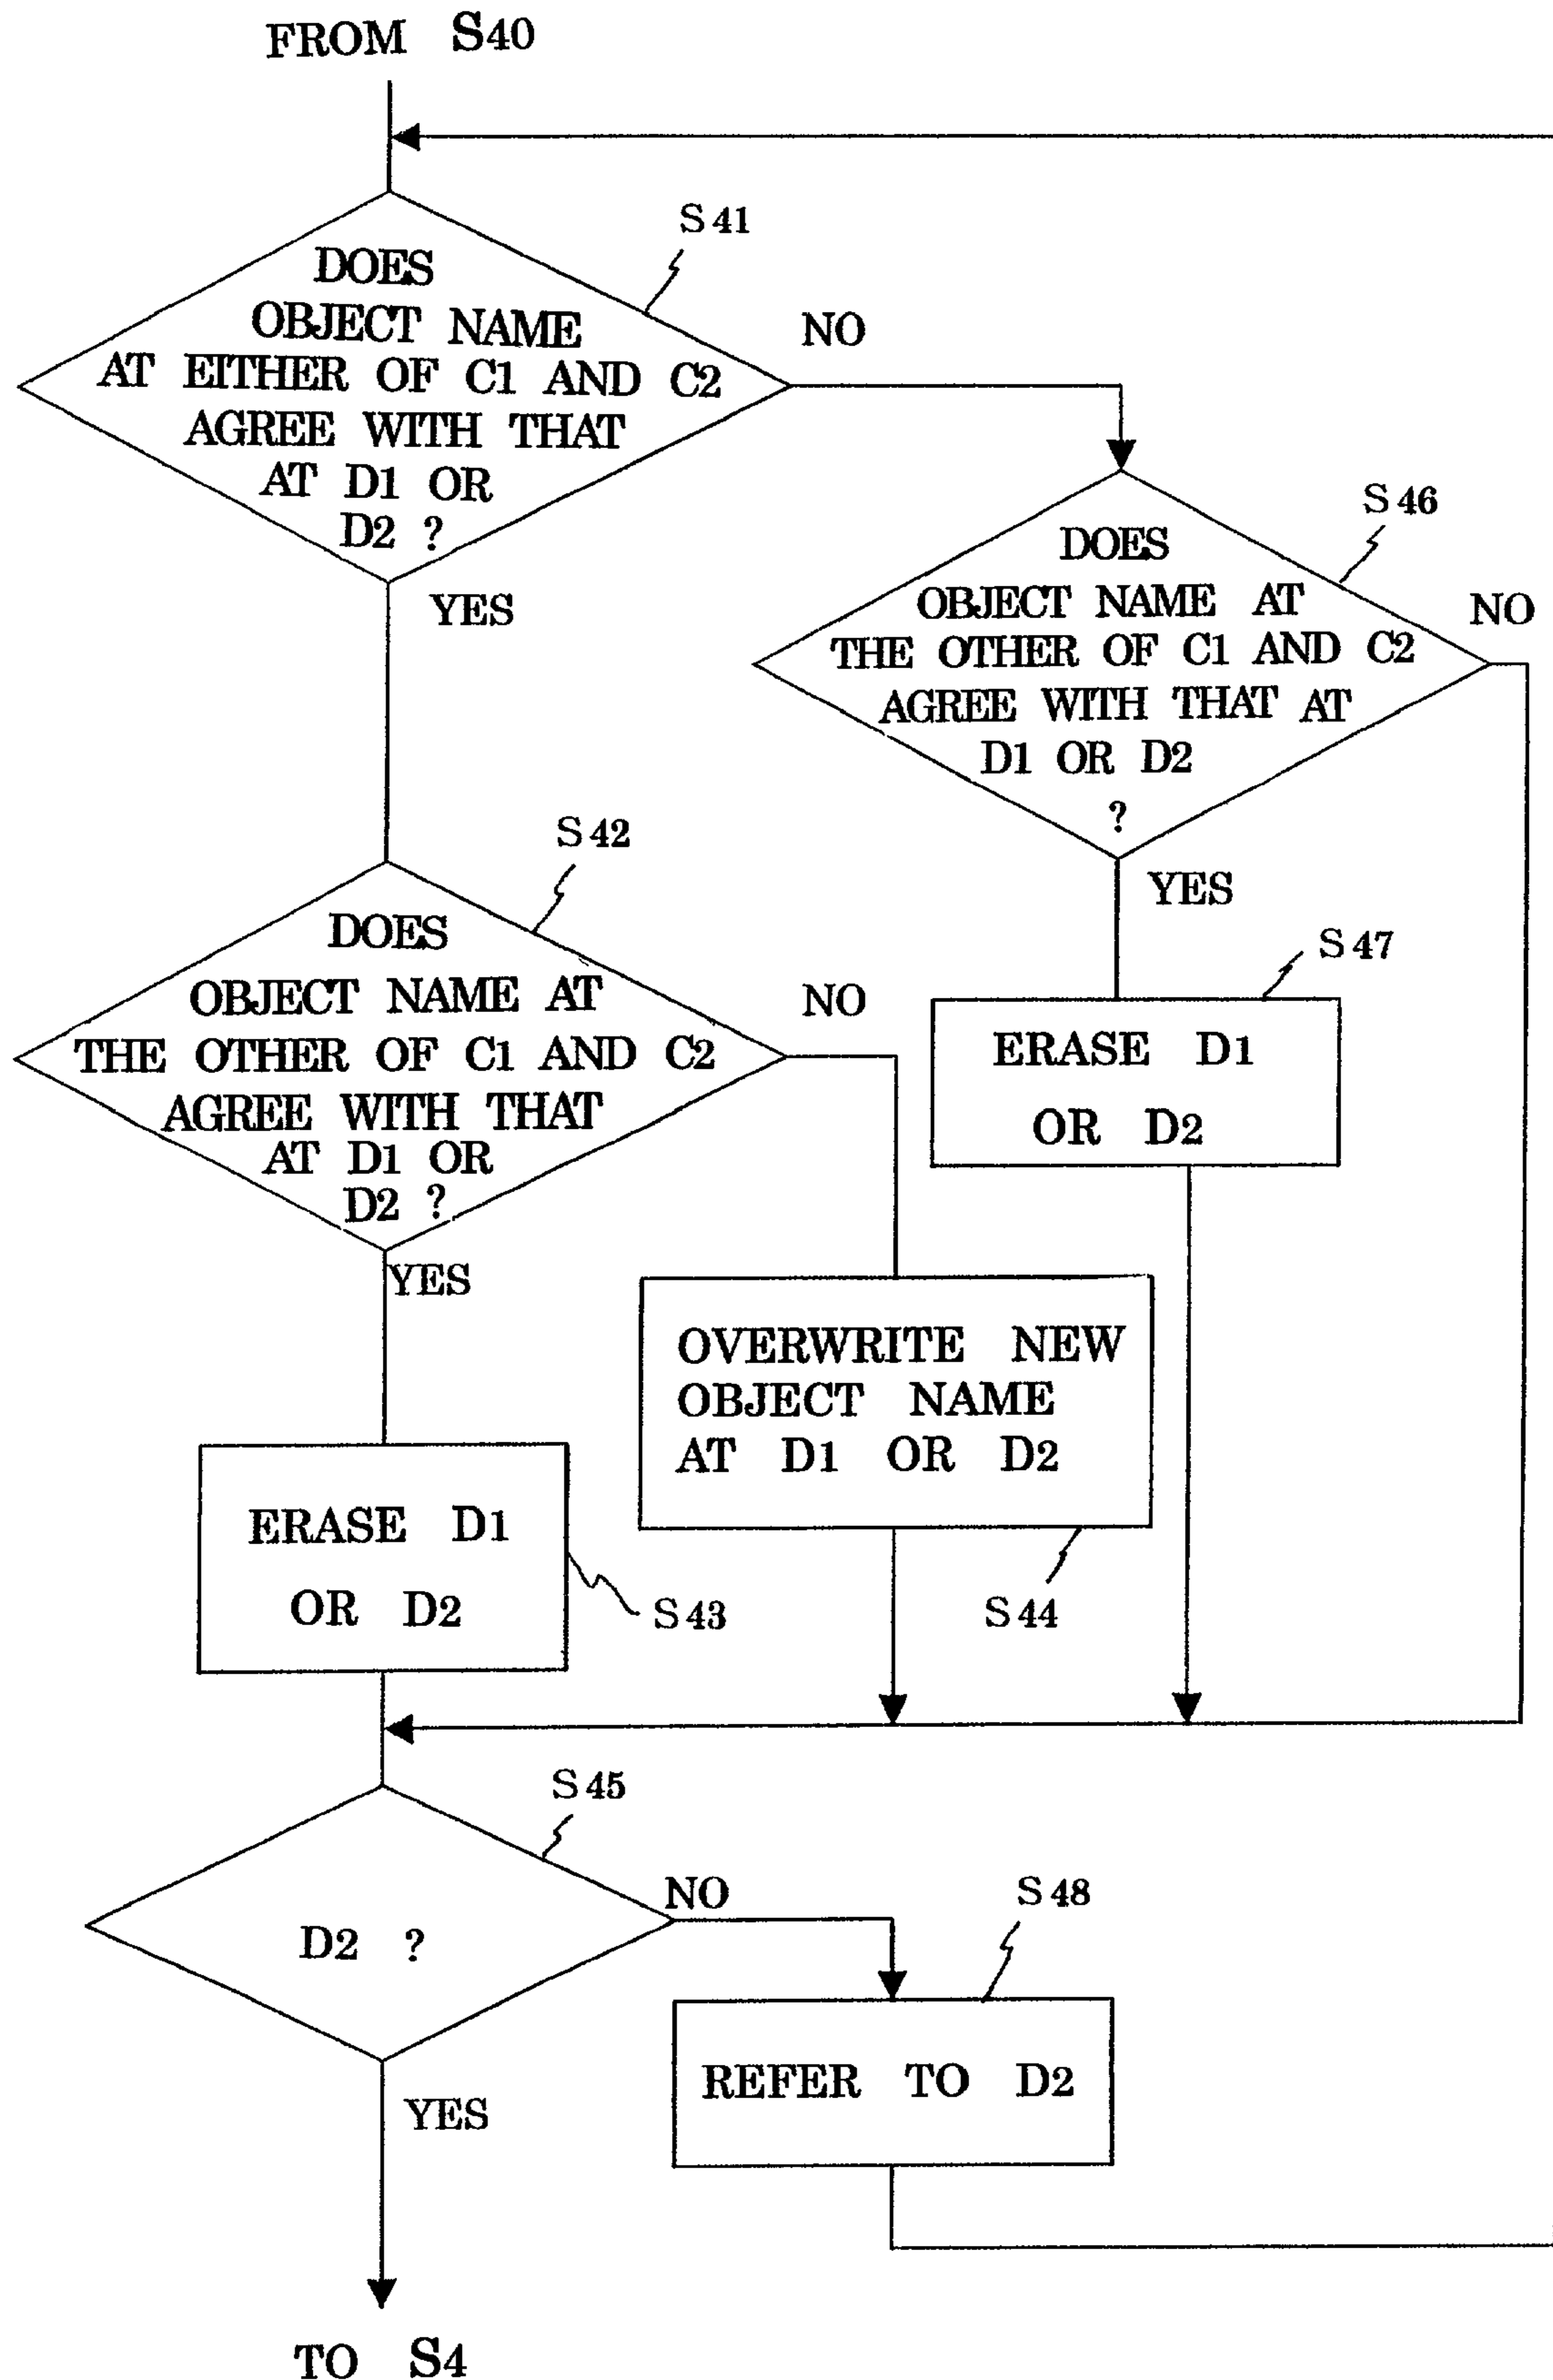 FROM S40
S41
DOES
OBJECT NAME
AT EITHER OF C1 AND C2
AGREE WITH THAT
AT D1 OR
D2 ?
NO
YES
S46
DOES
OBJECT NAME AT
THE OTHER OF C1 AND C2
AGREE WITH THAT AT
D1 OR D2
?
NO
YES
S42
DOES
OBJECT NAME AT
THE OTHER OF C1 AND C2
AGREE WITH THAT
AT D1 OR
D2 ?
NO
YES
S47
ERASE D1
OR D2
OVERWRITE NEW
OBJECT NAME
AT D1 OR D2
S44
ERASE D1
OR D2
S43
S45
D2 ?
NO
YES
S48
REFER TO D2
TO S4